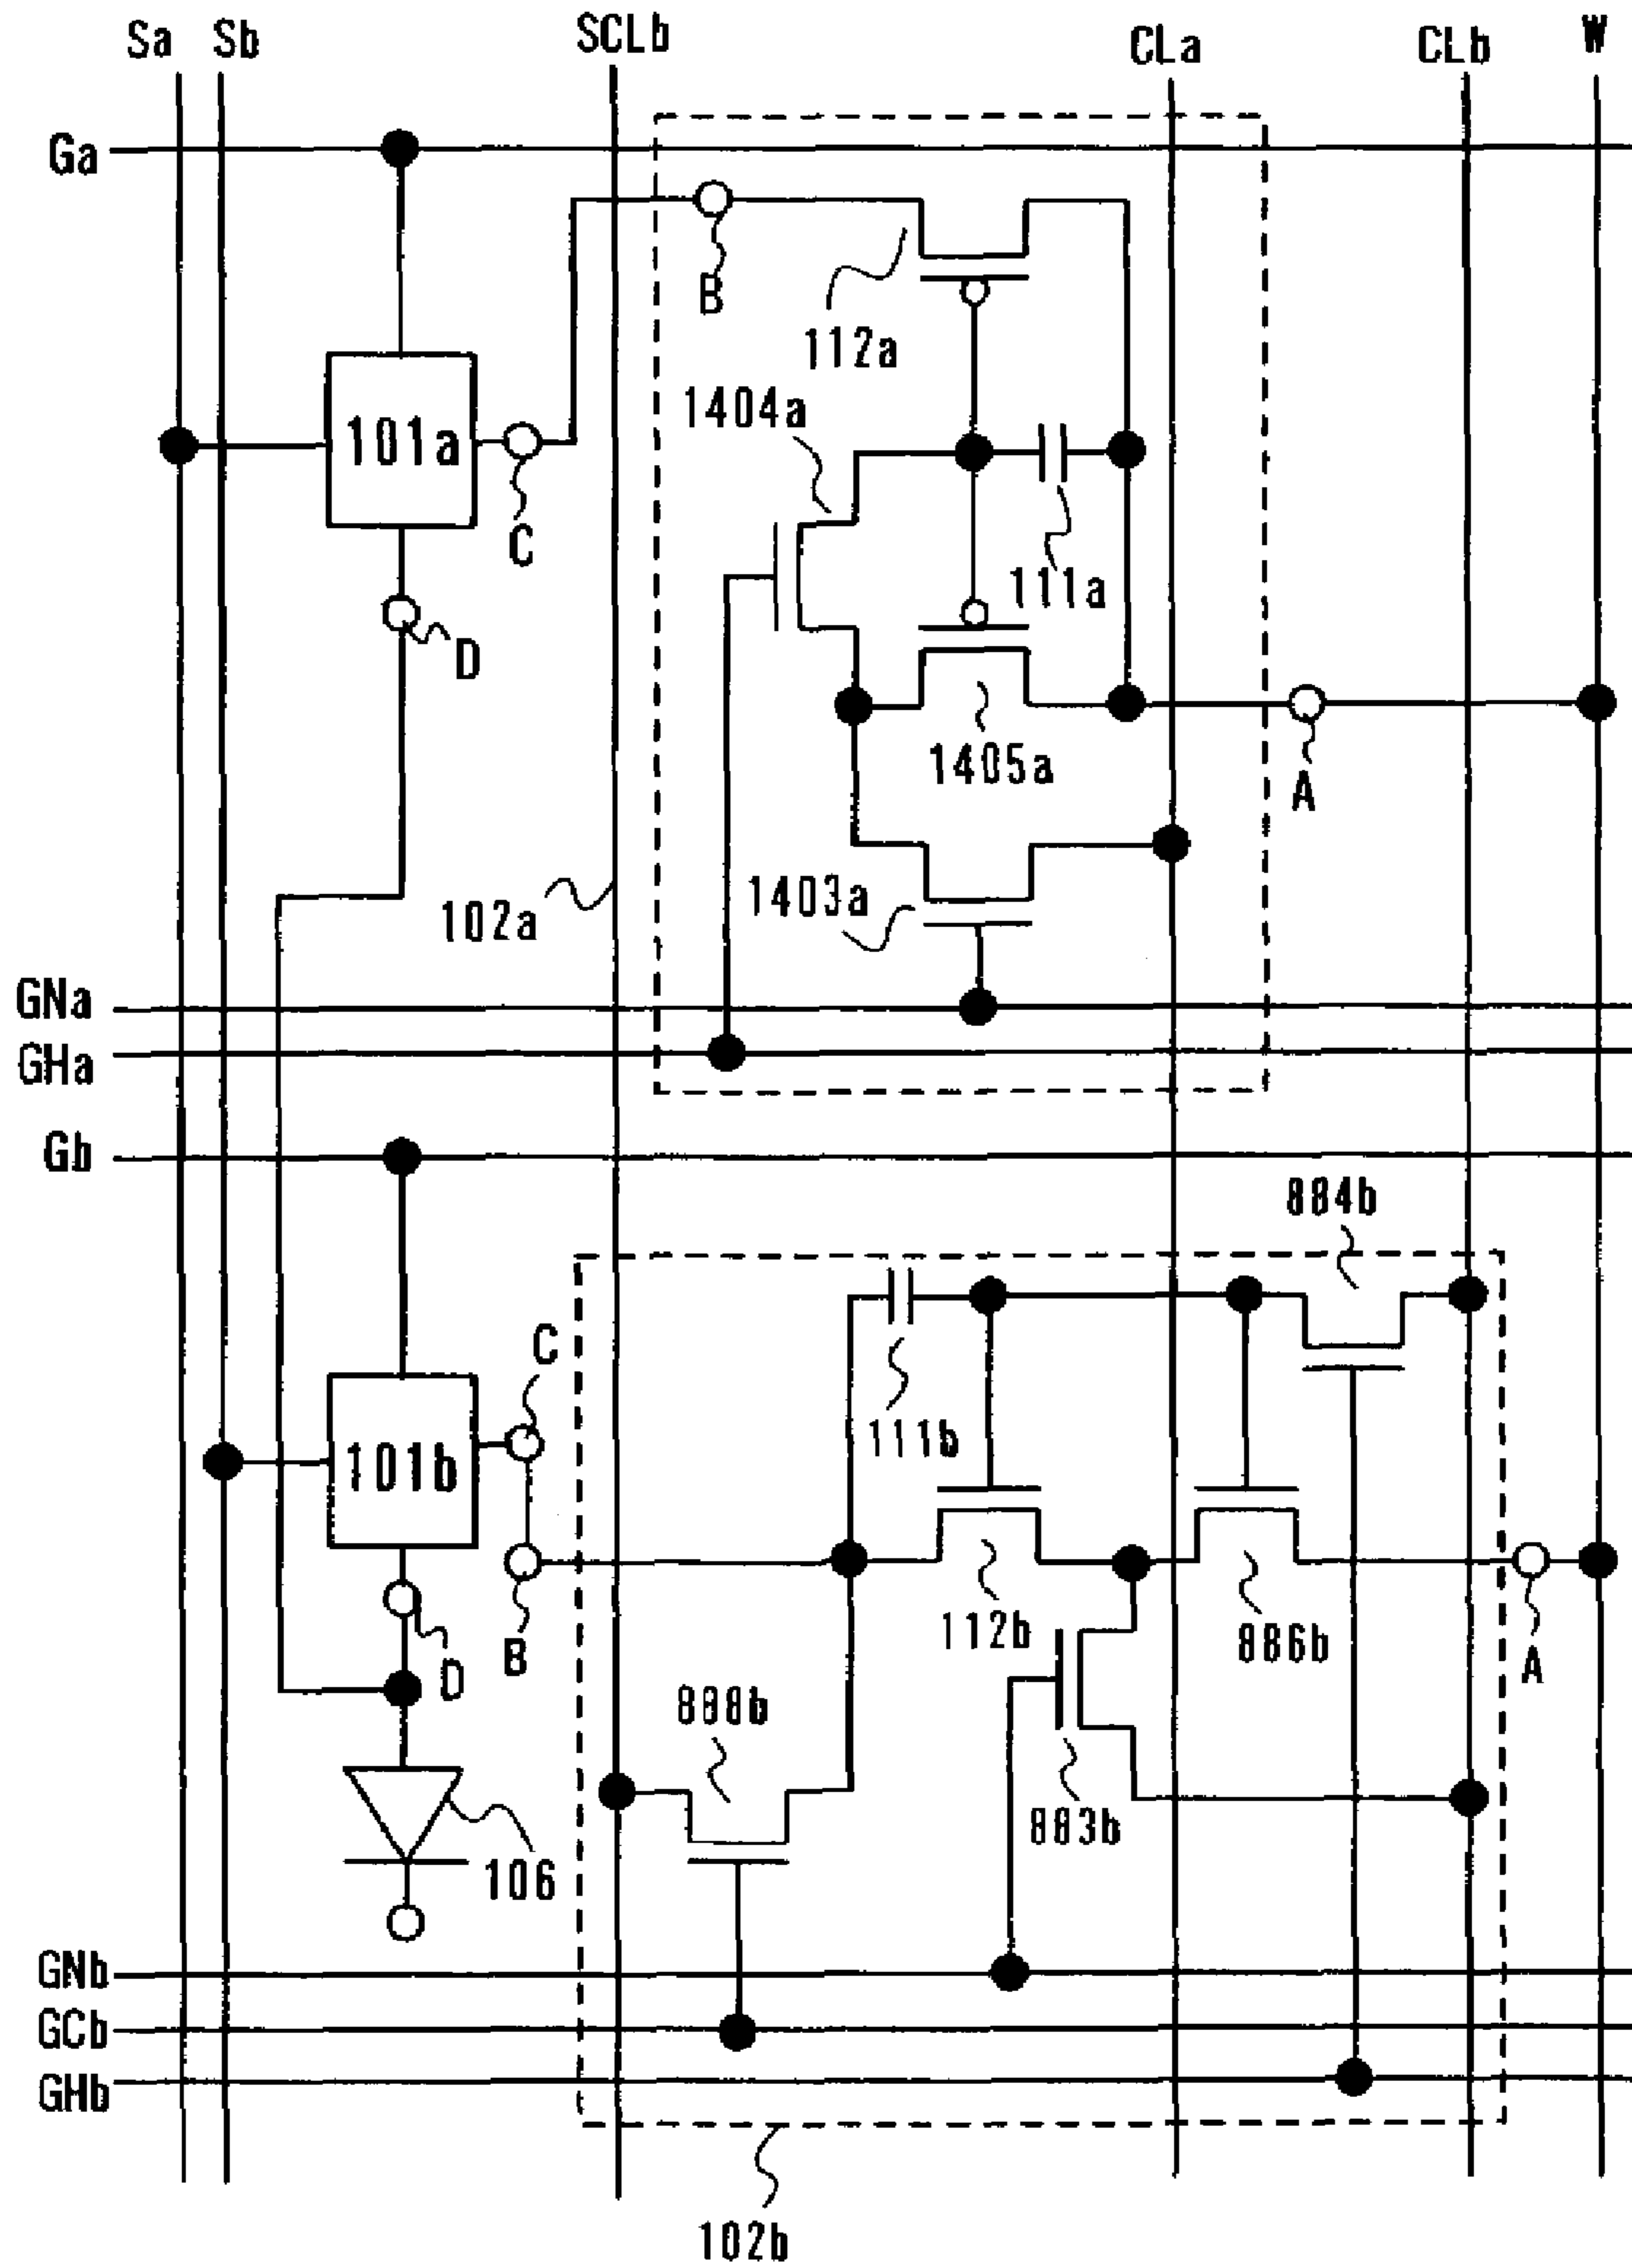 Sa Sb SCLb CLa CLb W
Ga
B
112a
1404a
101a
C
111a
D
1405a
A
1403a
102a
GNa
GHa
Gb
884b
C
111b
101b
112b
886b
B
A
D
888b
883b
106
GNb
GCb
GHb
102b